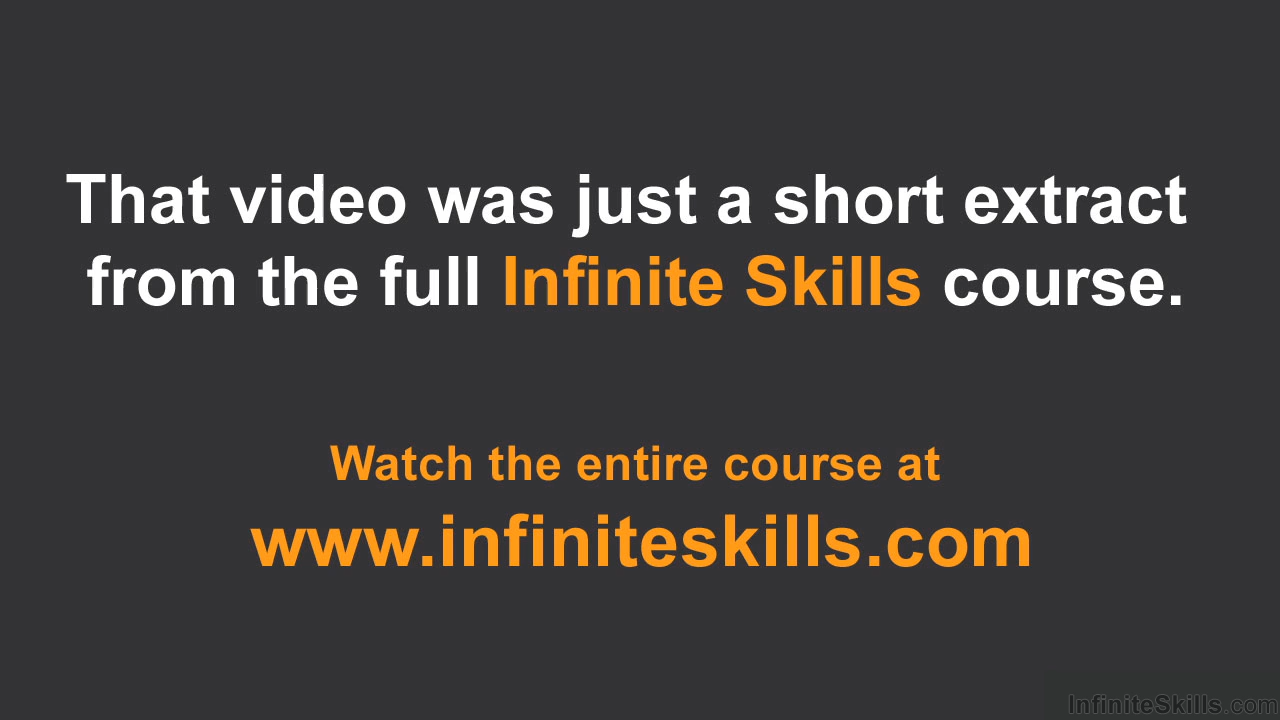 That video was just a short extract
from the full Infinite Skills course.
Watch the entire course at
www.infiniteskills.com
InfiniteSkills.com